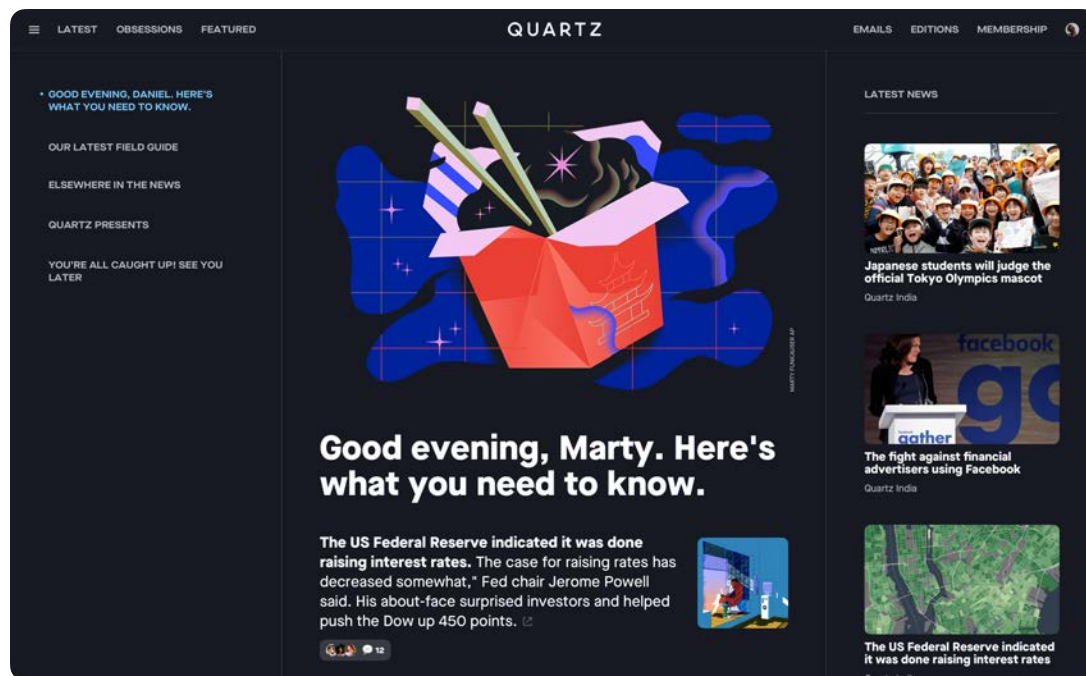 LATEST OBSESSIONS FEATURED
QUARTZ
EMAILS EDITIONS MEMBERSHIP
• GOOD EVENING, DANIEL. HERE'S
WHAT YOU NEED TO KNOW.
OUR LATEST FIELD GUIDE
ELSEWHERE IN THE NEWS
QUARTZ PRESENTS
YOU'RE ALL CAUGHT UP! SEE YOU
LATER
Good evening, Marty. Here's
what you need to know.
The US Federal Reserve indicated it was done
raising interest rates. The case for raising rates has
decreased somewhat," Fed chair Jerome Powell
said. His about-face surprised investors and helped
push the Dow up 450 points.
12
LATEST NEWS
Japanese students will judge the
official Tokyo Olympics mascot
Quartz India
facebook
go
facebook
gather
The fight against financial
advertisers using Facebook
Quartz India
The US Federal Reserve indicated
it was done raising interest rates